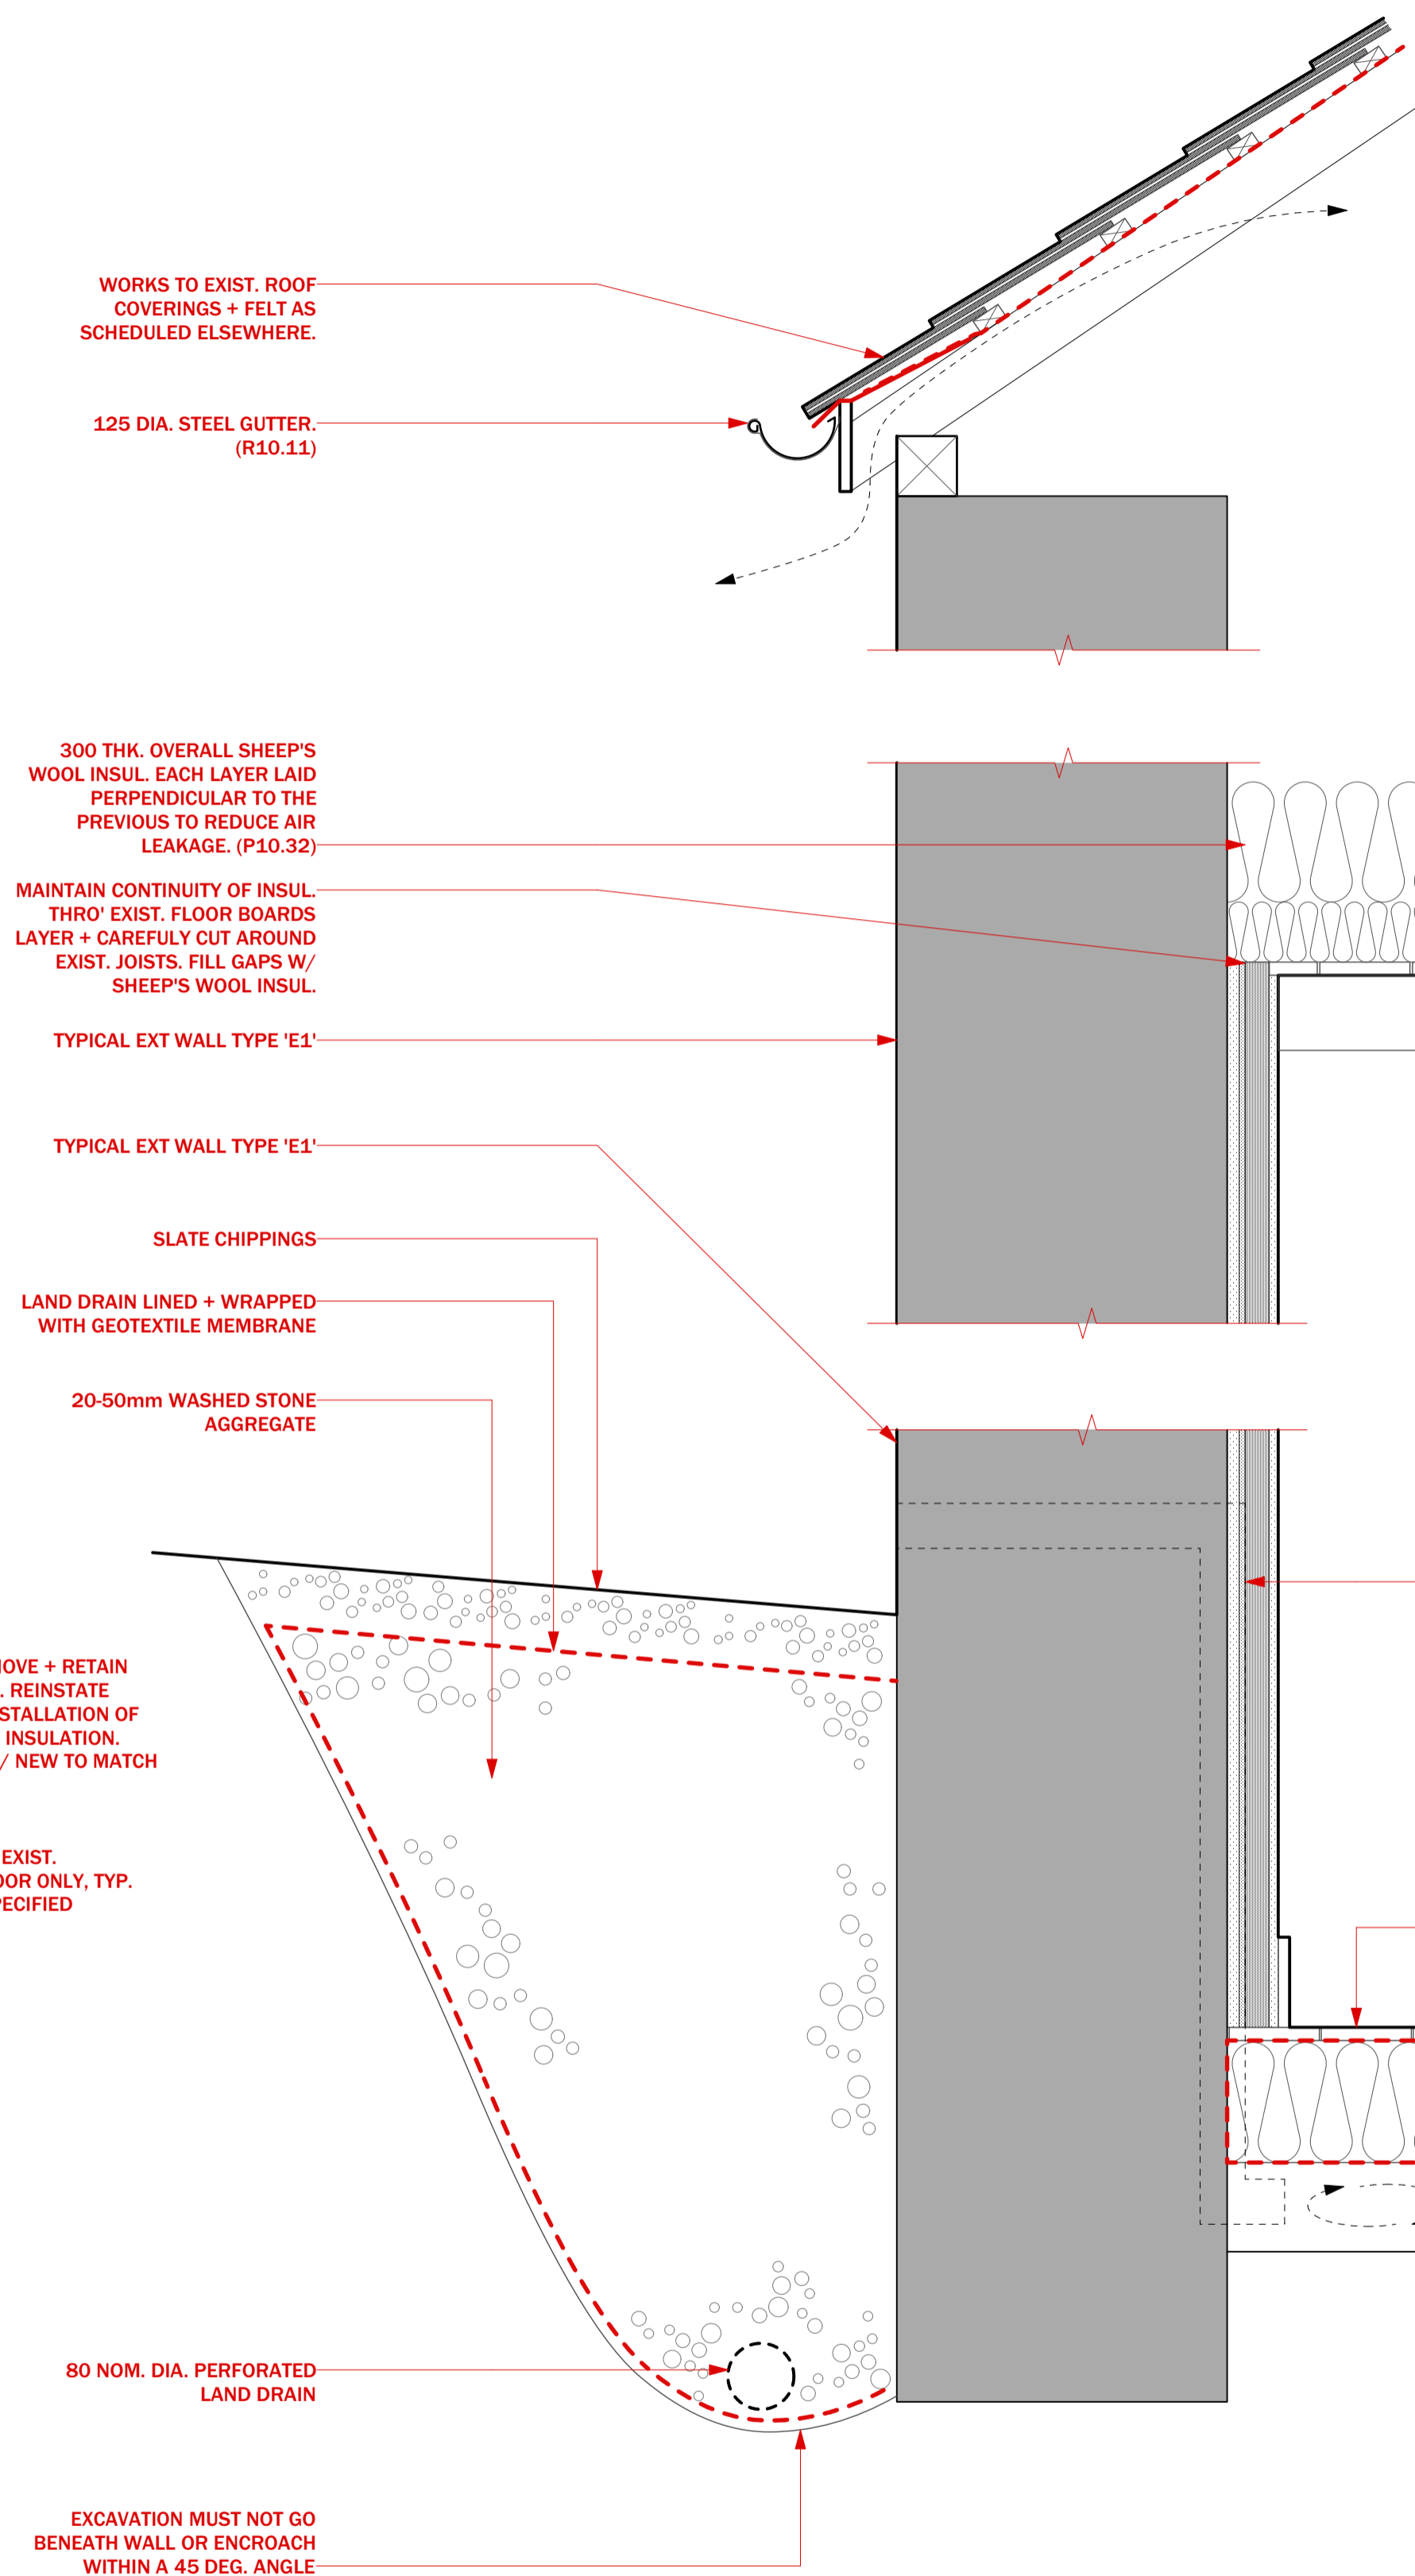 WORKS TO EXIST. ROOF
COVERINGS + FELT AS
SCHEDULED ELSEWHERE.
125 DIA. STEEL GUTTER.
(R10.11)
300 THK. OVERALL SHEEP'S
WOOL INSUL. EACH LAYER LAID
PERPENDICULAR TO THE
PREVIOUS TO REDUCE AIR
LEAKAGE. (P10.32)
MAINTAIN CONTINUITY OF INSUL.
THRO' EXIST. FLOOR BOARDS
LAYER + CAREFULY CUT AROUND
EXIST. JOISTS. FILL GAPS W/
SHEEP'S WOOL INSUL.
TYPICAL EXT WALL TYPE 'E1'
TYPICAL EXT WALL TYPE 'E1'
SLATE CHIPPINGS
LAND DRAIN LINED + WRAPPED
WITH GEOTEXTILE MEMBRANE
20-50mm WASHED STONE
AGGREGATE
+ RETAIN
. REINSTATE
OF
INSULATION.
/ NEW TO MATCH
EXIST.
ONLY, TYP.
80 NOM. DIA. PERFORATED
LAND DRAIN
EXCAVATION MUST NOT GO
BENEATH WALL OR ENCROACH
WITHIN A 45 DEG. ANGLE